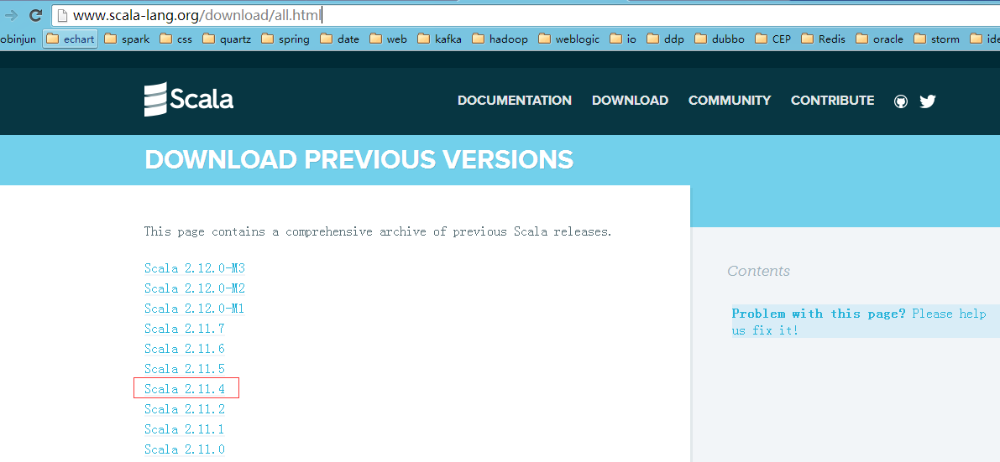 www.scala-lang.org/download/all.html
obinjun echart spark css quartz spring date web kafka hadoop weblogic io ddp dubbo CEP Redis oracle storm ide
Scala DOCUMENTATION DOWNLOAD COMMUNITY CONTRIBUTE
DOWNLOAD PREVIOUS VERSIONS
This page contains a comprehensive archive of previous Scala releases.
Scala 2.12.0-M3
Scala 2.12.0-M2
Scala 2.12.0-M1
Scala 2.11.7
Scala 2.11.6
Scala 2.11.5
Scala 2.11.4
Scala 2.11.2
Scala 2.11.1
Scala 2.11.0
Contents
Problem with this page? Please help
us fix it!